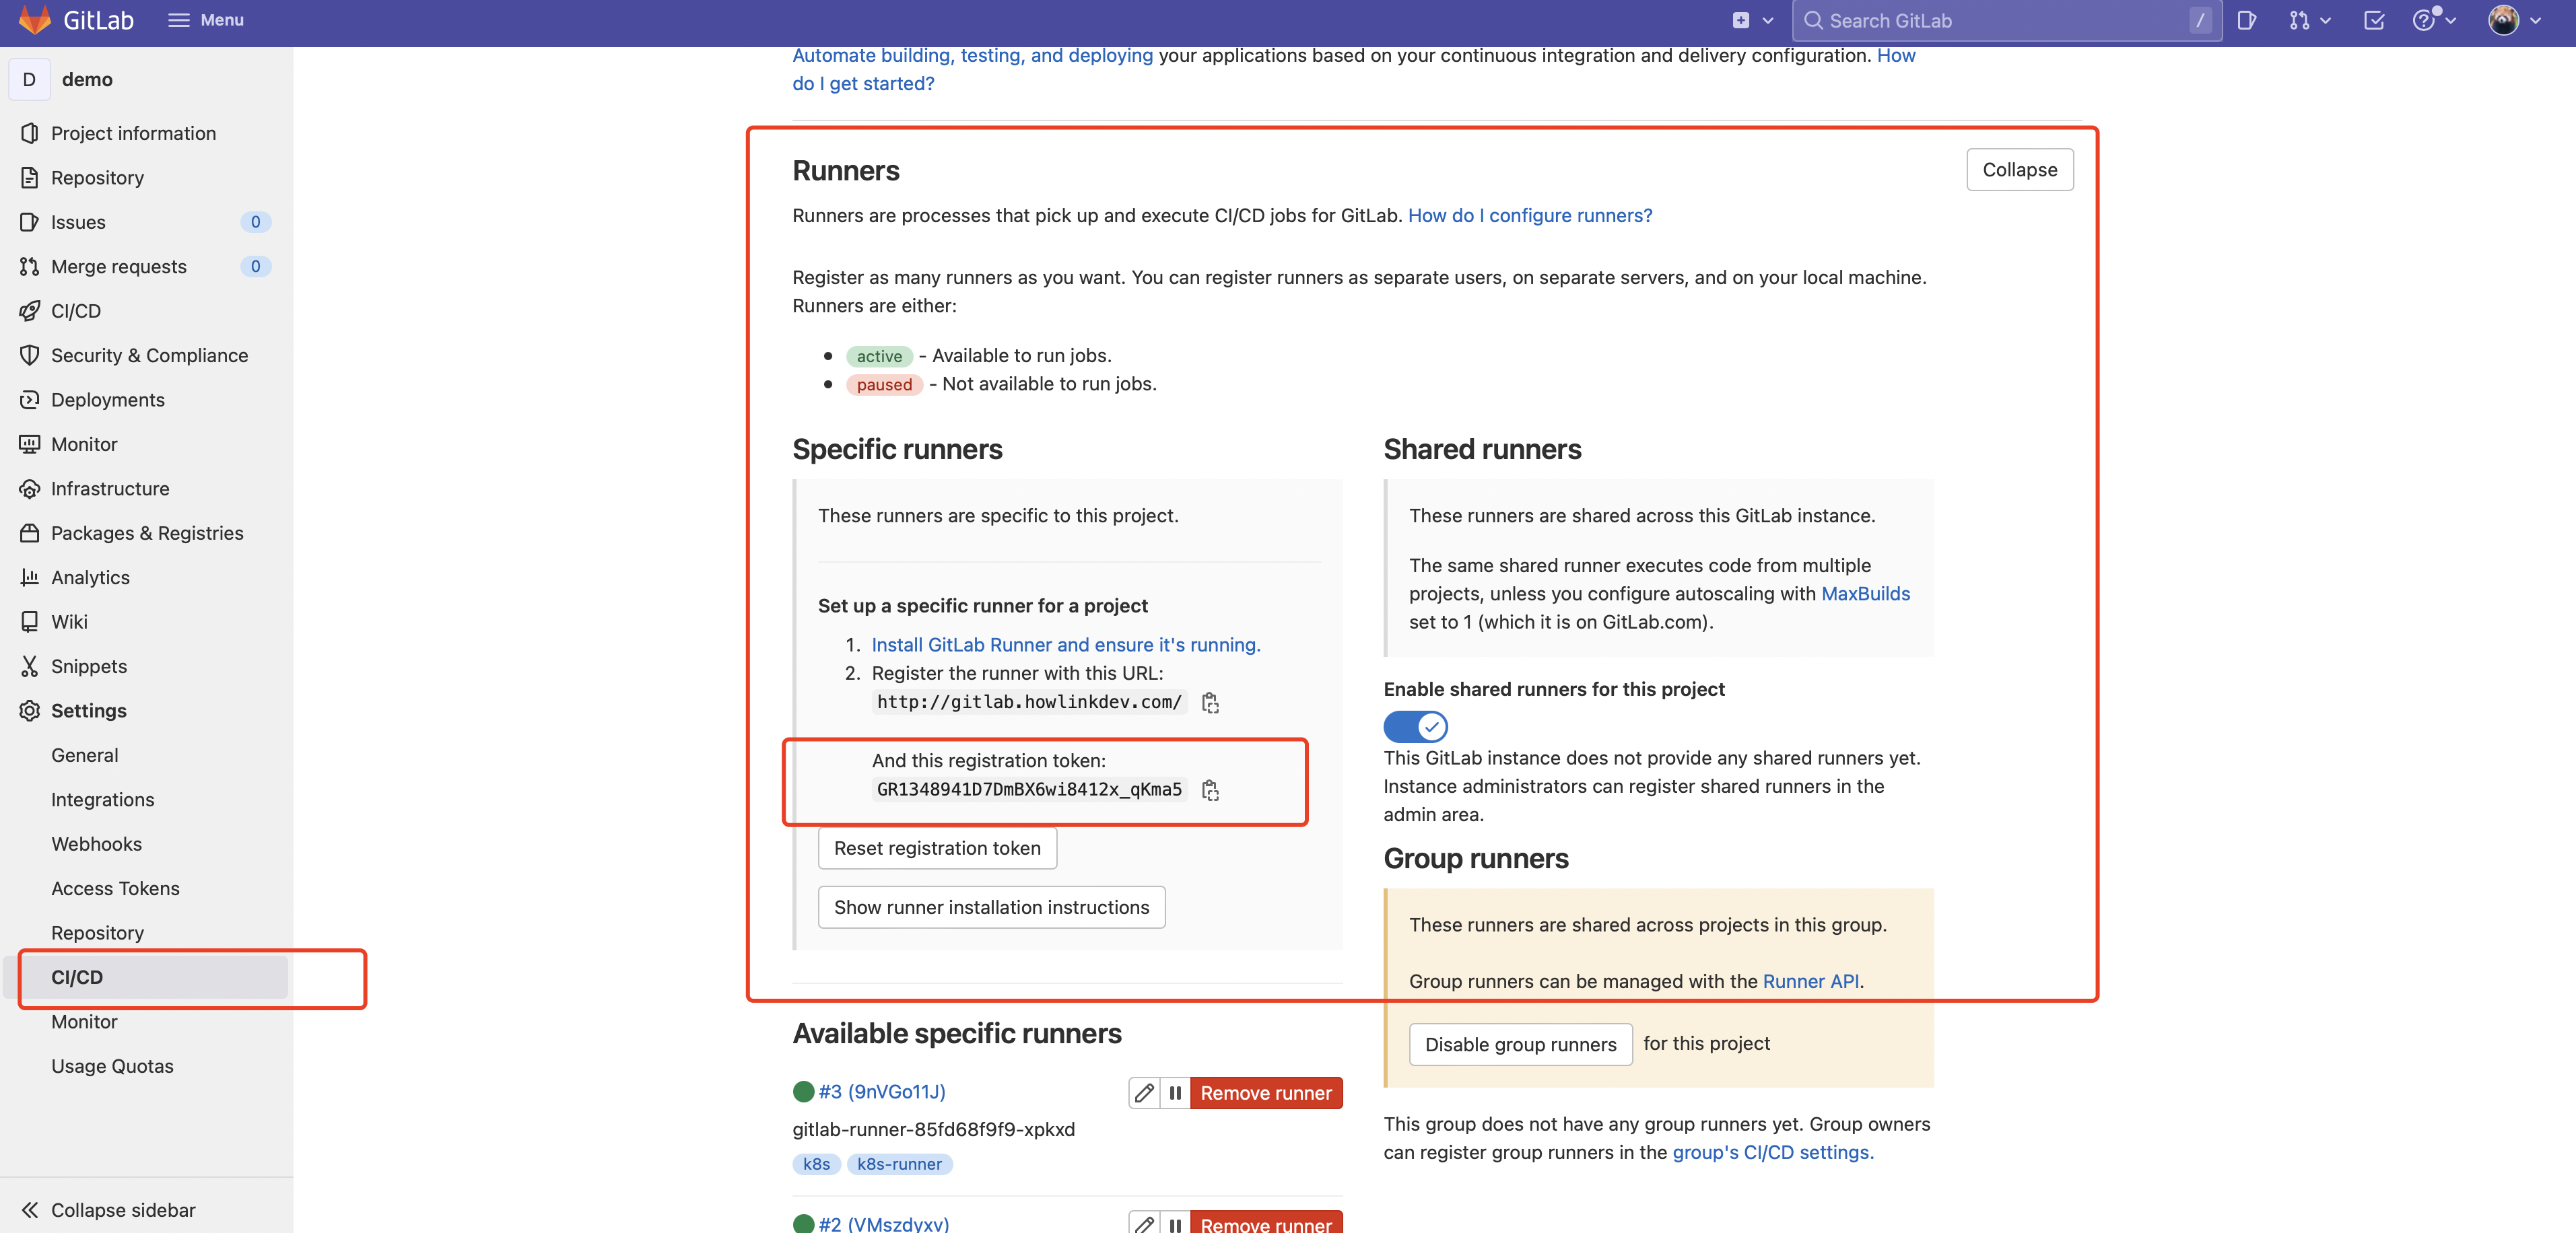 GitLab
Menu
Search GitLab
/
D
demo
Project information
Repository
Issues
0
Merge requests
0
CI/CD
Security & Compliance
Deployments
Monitor
Infrastructure
Packages & Registries
Analytics
Wiki
Snippets
Settings
General
Integrations
Webhooks
Access Tokens
Repository
CI/CD
Monitor
Usage Quotas
Collapse sidebar
Automate building, testing, and deploying your applications based on your continuous integration and delivery configuration. How
do I get started?
Runners
Collapse
Runners are processes that pick up and execute CI/CD jobs for GitLab. How do I configure runners?
Register as many runners as you want. You can register runners as separate users, on separate servers, and on your local machine.
Runners are either:
active - Available to run jobs.
paused - Not available to run jobs.
Specific runners
These runners are specific to this project.
Set up a specific runner for a project
1. Install GitLab Runner and ensure it's running.
2. Register the runner with this URL:
http://gitlab.howlinkdev.com/
And this registration token:
GR1348941D7DmBX6wi8412x_qKma5
Reset registration token
Show runner installation instructions
Available specific runners
#3 (9nVGo11J)
Remove runner
gitlab-runner-85fd68f9f9-xpkxd
k8s
k8s-runner
#2 (VMszdyxv)
Remove runner
Shared runners
These runners are shared across this GitLab instance.
The same shared runner executes code from multiple
projects, unless you configure autoscaling with MaxBuilds
set to 1 (which it is on GitLab.com).
Enable shared runners for this project
This GitLab instance does not provide any shared runners yet.
Instance administrators can register shared runners in the
admin area.
Group runners
These runners are shared across projects in this group.
Group runners can be managed with the Runner API.
Disable group runners for this project
This group does not have any group runners yet. Group owners
can register group runners in the group's CI/CD settings.